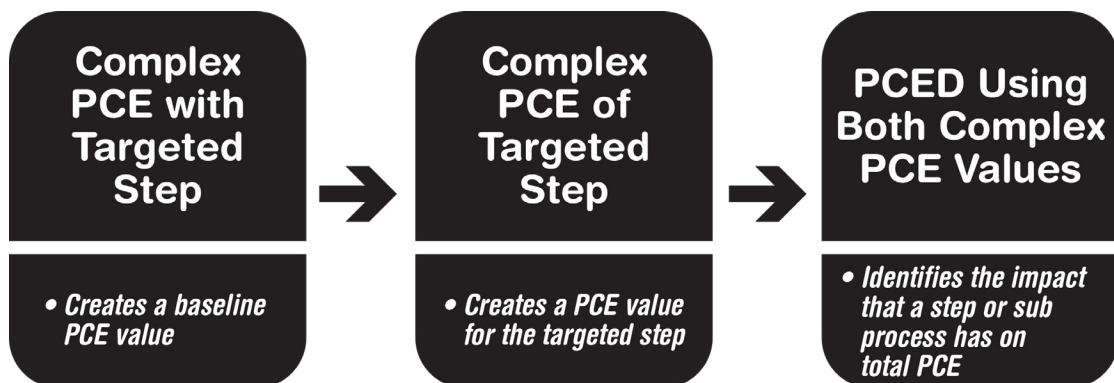 Complex
PCE with
Targeted
Step
• Creates a baseline
PCE value
Complex
PCE of
Targeted
Step
• Creates a PCE value
for the targeted step
PCED Using
Both Complex
PCE Values
• Identifies the impact
that a step or sub
process has on
total PCE